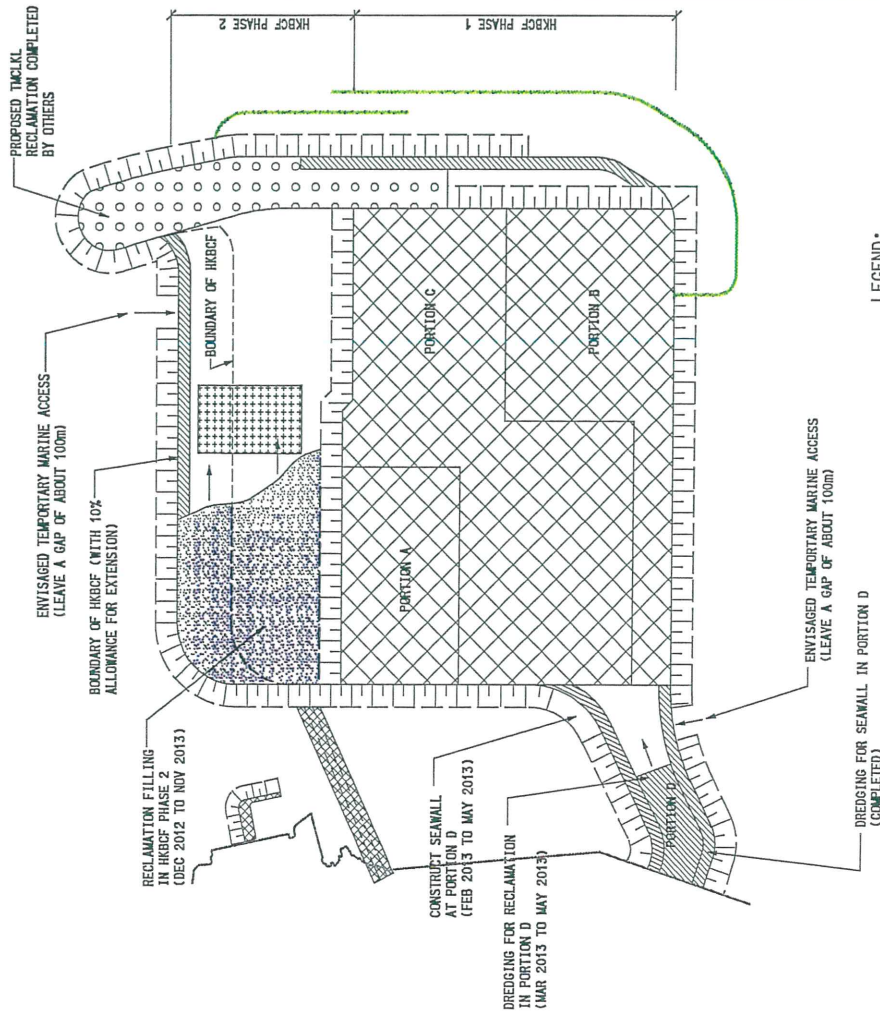 PROPOSED TMCLKL
RECLAMATION COMPLETED
BY OTHERS
HKBCF PHASE 2
HKBCF PHASE 1
ENVISAGED TEMPORTARY MARINE ACCESS
(LEAVE A GAP OF ABOUT 100m)
BOUNDARY OF HKBCF (WITH 10%
ALLOWANCE FOR EXTENSION)
BOUNDARY OF HKBCF
RECLAMATION FILLING
IN HKBCF PHASE 2
(DEC 2012 TO NOV 2013)
PORTION C
PORTION B
PORTION A
CONSTRUCT SEAWALL
AT PORTION D
(FEB 2013 TO MAY 2013)
DREDGING FOR RECLAMATION
IN PORTION D
(MAR 2013 TO MAY 2013)
PORTION D
ENVISAGED TEMPORTARY MARINE ACCESS
(LEAVE A GAP OF ABOUT 100m)
DREDGING FOR SEAWALL IN PORTION D
(COMPLETED)
LEGEND: